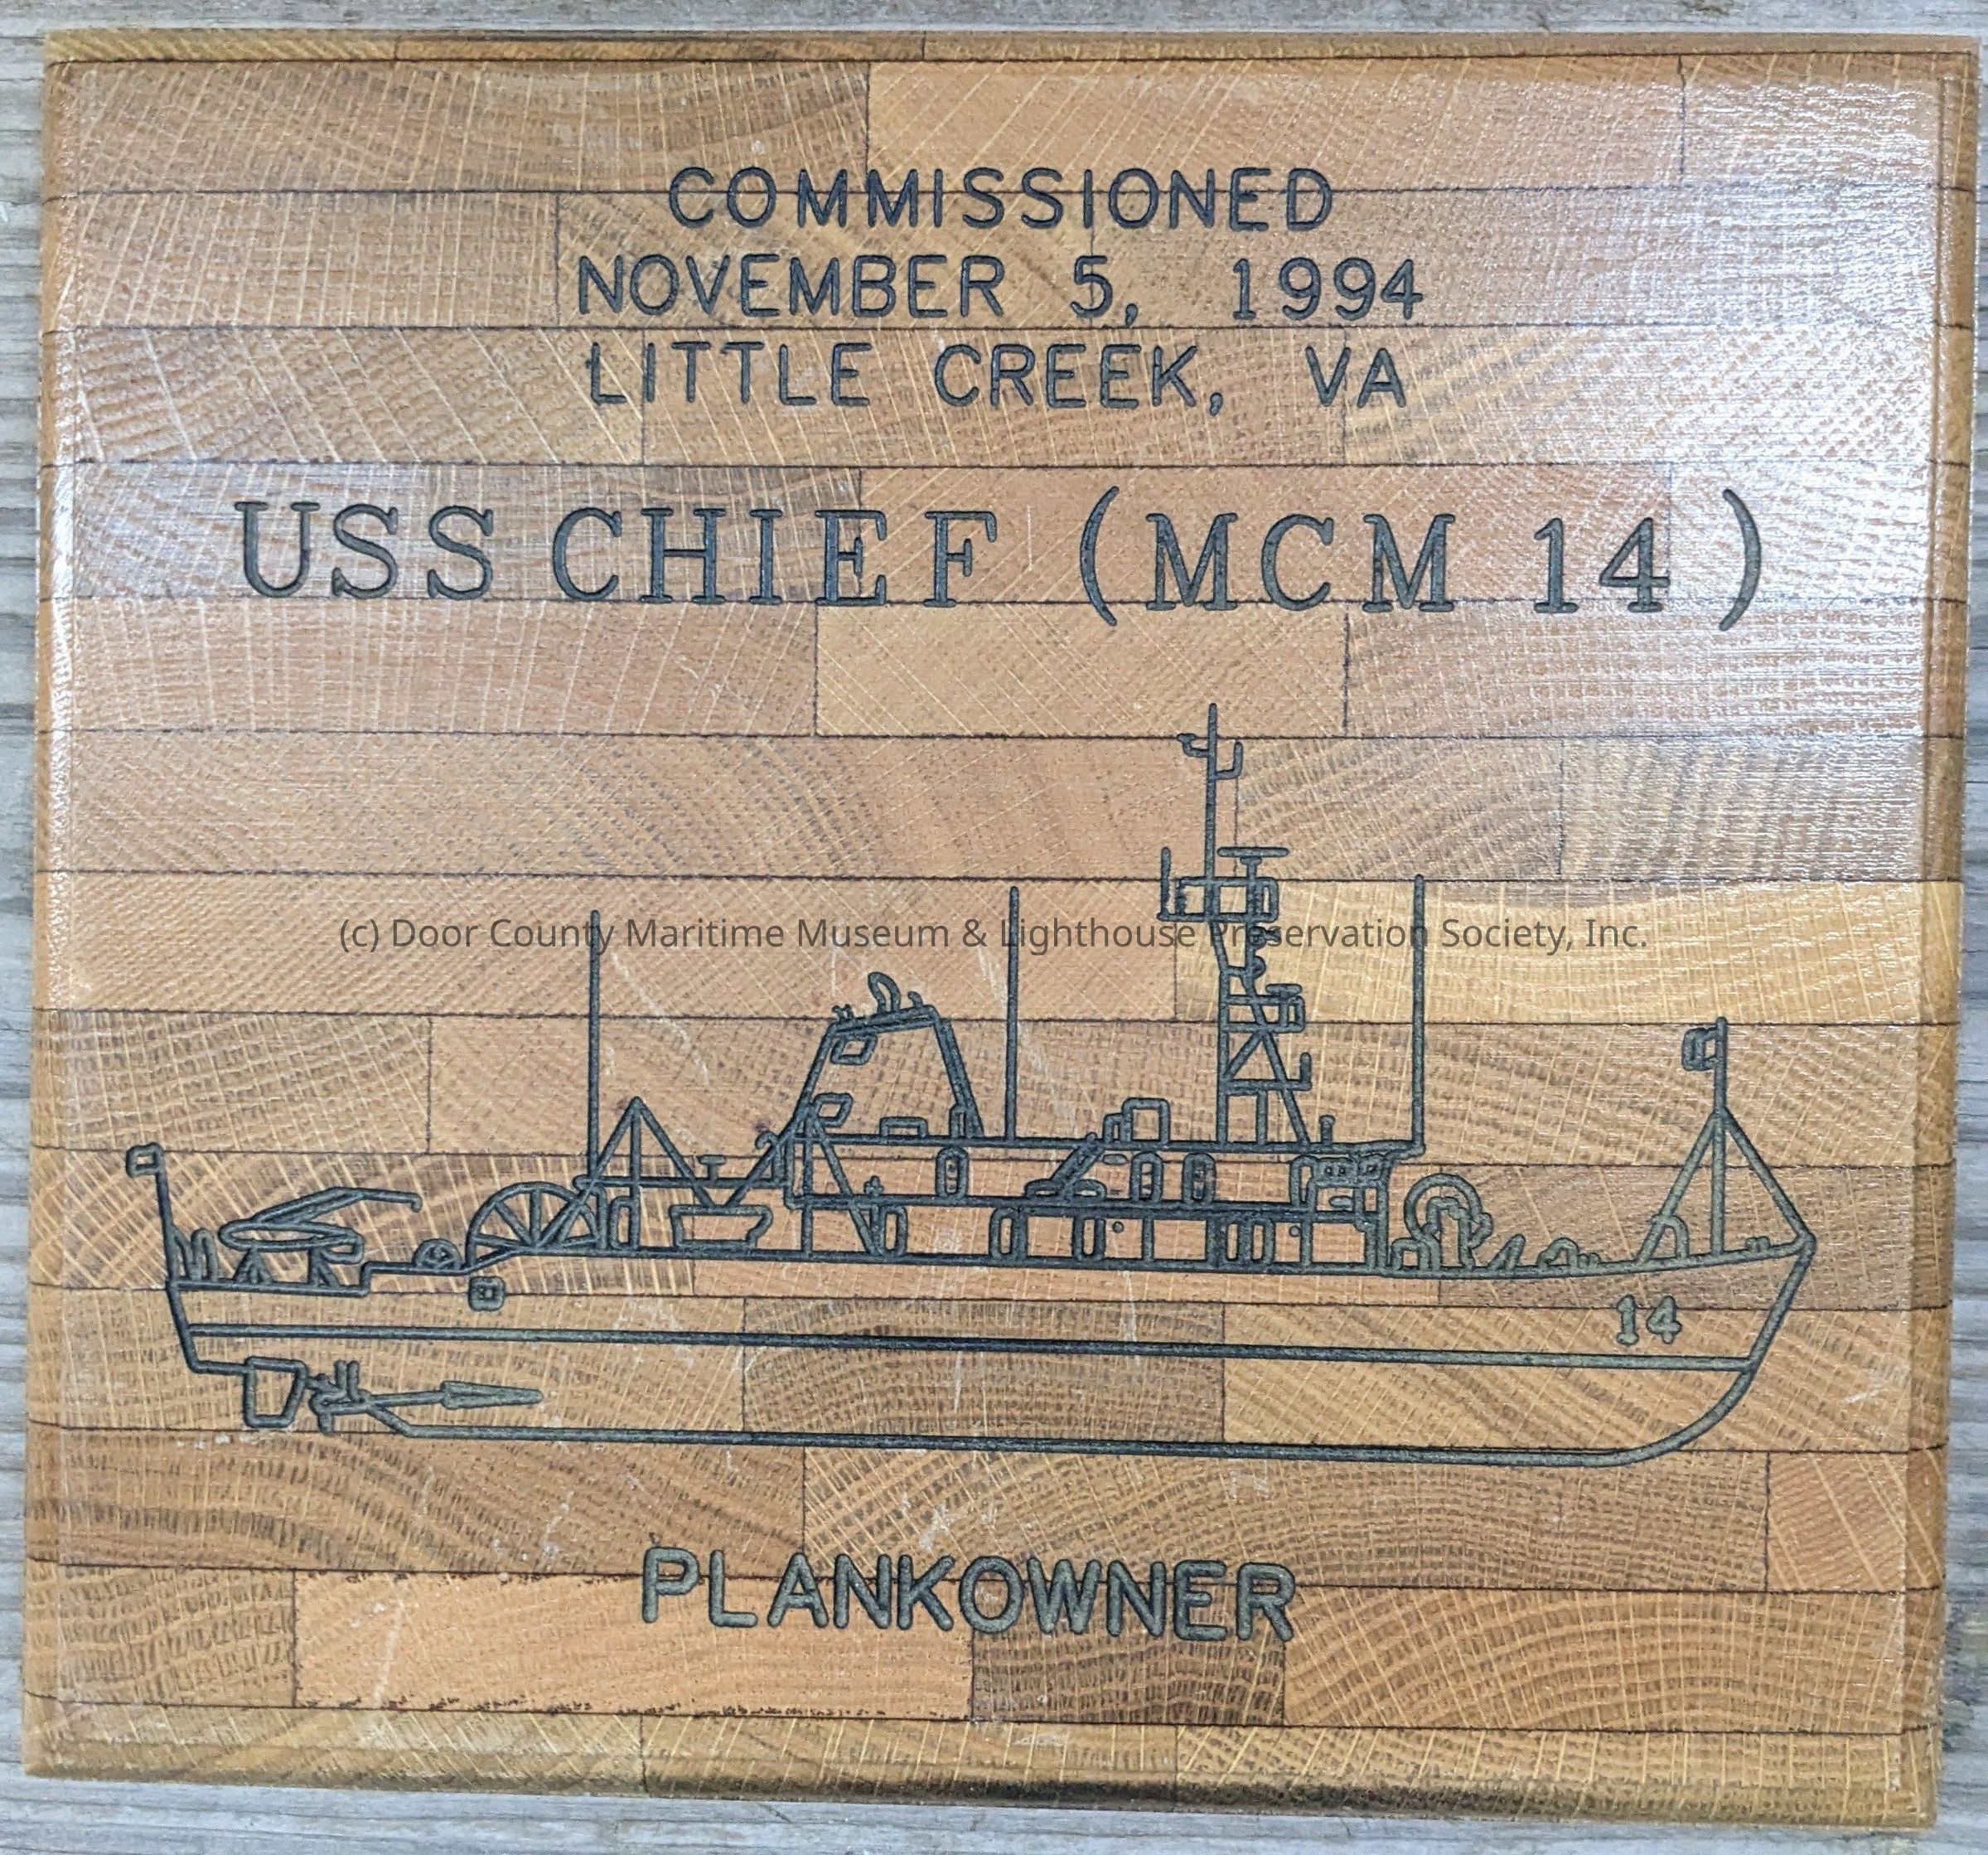 COMMISSIONED
NOVEMBER 5, 1994
LITTLE CREEK, VA
USS CHIEF (MCM 14)
(c) Door County Maritime Museum & Lighthouse Preservation Society, Inc.
14
PLANKOWNER